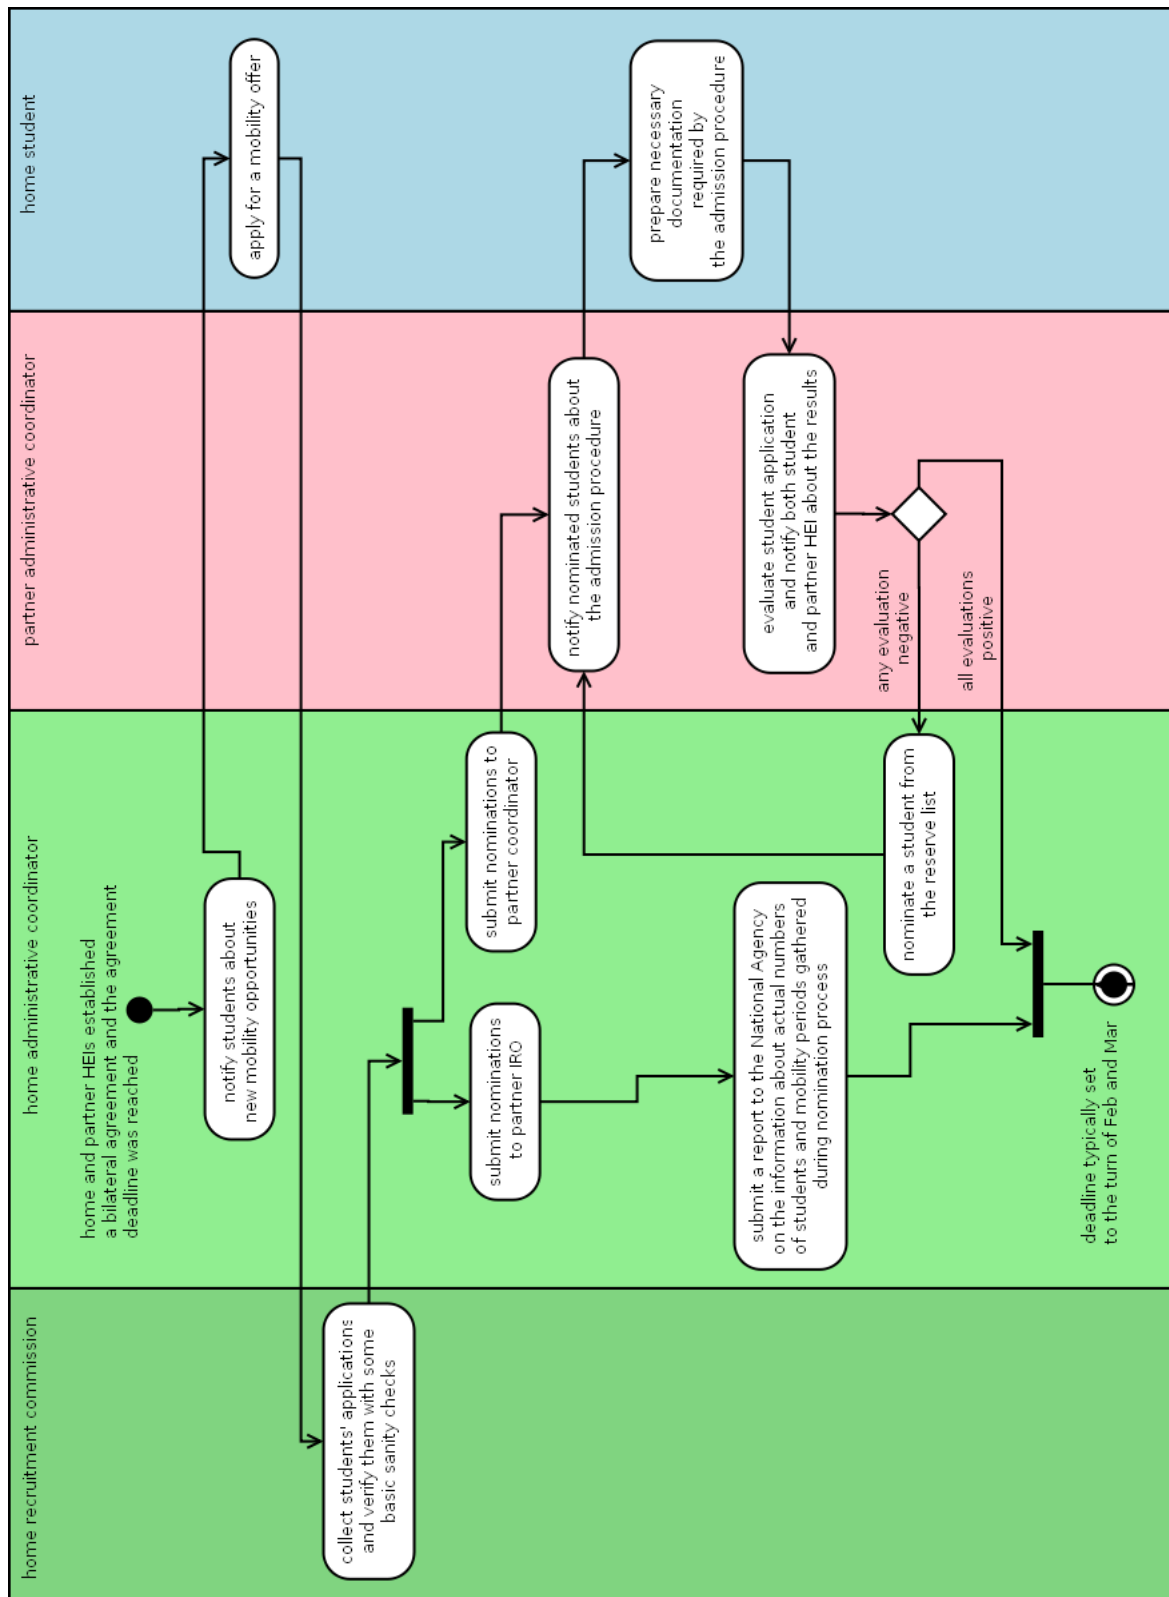 home student
partner administrative coordinator
home administrative coordinator
home recruitment commission
home and partner HEIs established
a bilateral agreement and the agreement
deadline was reached
notify students about
new mobility opportunities
apply for a mobility offer
collect students' applications
and verify them with some
basic sanity checks
submit nominations
to partner IRO
submit nominations to
partner coordinator
notify nominated students about
the admission procedure
prepare necessary
documentation
required by
the admission procedure
submit a report to the National Agency
on the information about actual numbers
of students and mobility periods gathered
during nomination process
evaluate student application
and notify both student
and partner HEI about the results
any evaluation
negative
all evaluations
positive
nominate a student from
the reserve list
deadline typically set
to the turn of Feb and Mar